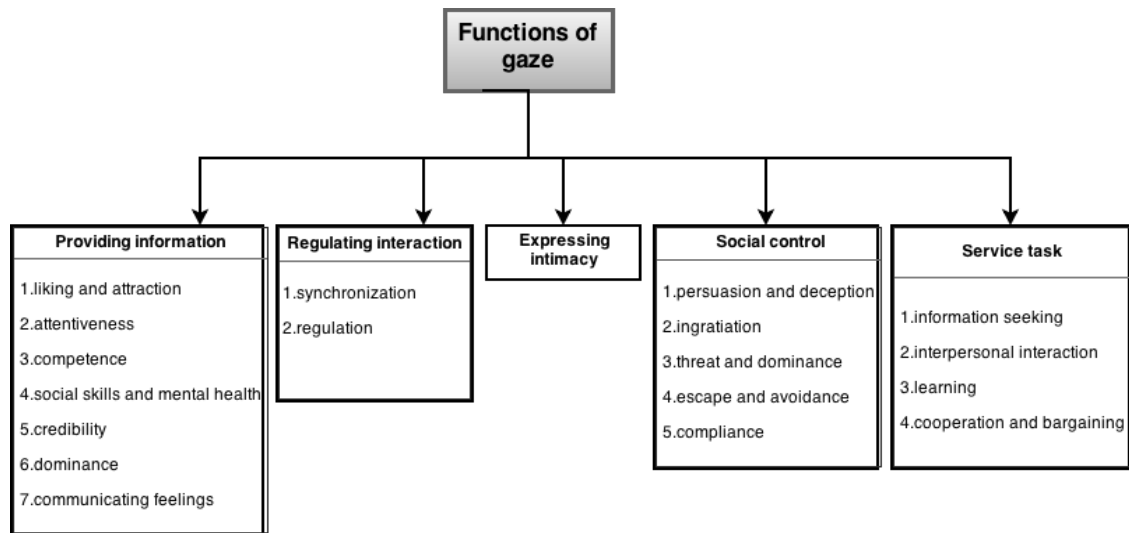 Functions of
gaze
Providing information
1.liking and attraction
2.attentiveness
3.competence
4.social skills and mental health
5.credibility
6.dominance
7.communicating feelings
Regulating interaction
1.synchronization
2.regulation
Expressing
intimacy
Social control
1.persuasion and deception
2.ingratiation
3.threat and dominance
4.escape and avoidance
5.compliance
Service task
1.information seeking
2.interpersonal interaction
3.learning
4.cooperation and bargaining